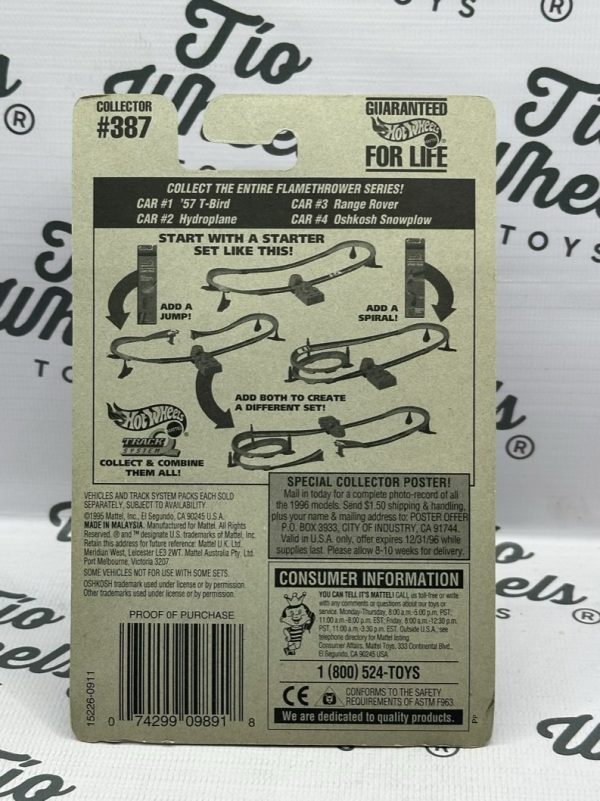 COLLECTOR
#387
GUARANTEED
HOT WHEELS
FOR LIFE
COLLECT THE ENTIRE FLAMETHROWER SERIES!
CAR #1 '57 T-Bird CAR #3 Range Rover
CAR #2 Hydroplane CAR #4 Oshkosh Snowplow
START WITH A STARTER
SET LIKE THIS!
ADD A
JUMP!
ADD A
SPIRAL!
ADD BOTH TO CREATE
A DIFFERENT SET!
HOT WHEELS
MATTEL
TRACK
SYSTEM 2
COLLECT & COMBINE
THEM ALL!
VEHICLES AND TRACK SYSTEM PACKS EACH SOLD
SEPARATELY, SUBJECT TO AVAILABILITY.
©1995 Mattel, Inc., El Segundo, CA 90245 U.S.A.
MADE IN MALAYSIA. Manufactured for Mattel. All Rights
Reserved. ® and ™ designate U.S. trademarks of Mattel, Inc.
Retain this address for future reference: Mattel U.K. Ltd,
Meridian West, Leicester LE3 2WT. Mattel Australia Pty. Ltd,
Port Melbourne, Victoria 3207.
SOME VEHICLES NOT FOR USE WITH SOME SETS.
OSHKOSH trademark used under license or by permission.
Other trademarks used under license or by permission.
SPECIAL COLLECTOR POSTER!
Mail in today for a complete photo-record of all
the 1996 models. Send $1.50 shipping & handling,
plus your name & mailing address to: POSTER OFFER
P.O. BOX 3933, CITY OF INDUSTRY, CA 91744.
Valid in U.S.A. only, offer expires 12/31/96 while
supplies last. Please allow 8-10 weeks for delivery.
CONSUMER INFORMATION
YOU CAN TELL IT'S MATTEL! CALL us toll-free or write
with any comments or questions about our toys or
service. Monday-Thursday, 8:00 a.m.-5:00 p.m. PST;
11:00 a.m.-8:00 p.m. EST; Friday, 8:00 a.m.-12:30 p.m.
PST, 11:00 a.m.-3:30 p.m. EST. Outside U.S.A., see
telephone directory for Mattel listing.
Consumer Affairs, Mattel Toys, 333 Continental Blvd.,
El Segundo, CA 90245 USA
1 (800) 524-TOYS
CE CONFORMS TO THE SAFETY
REQUIREMENTS OF ASTM F963.
We are dedicated to quality products.
PROOF OF PURCHASE
15226-0911
0 74299 09891 8
Tío
Wheels
TOYS
®